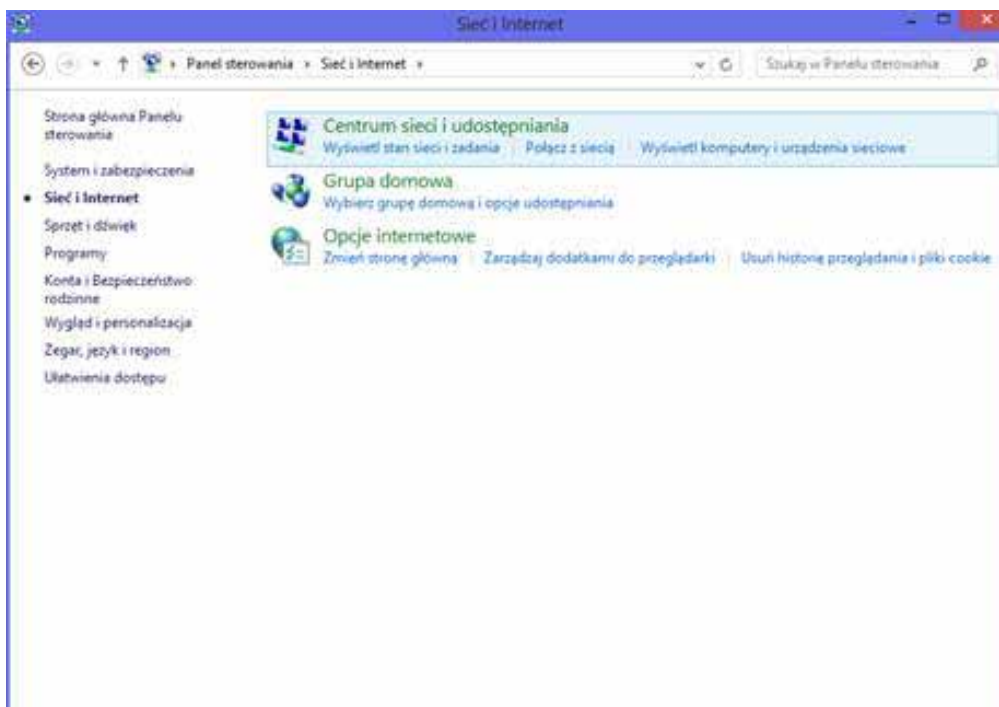 Sieć i Internet
Panel sterowania Sieć i Internet Szukaj w Panelu sterowania
Strona główna Panelu
sterowania
System i zabezpieczenia
Sieć i Internet
Sprzęt i dźwięk
Programy
Konta i Bezpieczeństwo
rodzinne
Wygląd i personalizacja
Zegar, język i region
Ułatwienia dostępu
Centrum sieci i udostępniania
Wyświetl stan sieci i zadania Połącz z siecią Wyświetl komputery i urządzenia sieciowe
Grupa domowa
Wybierz grupę domową i opcje udostępniania
Opcje internetowe
Zmień stronę główną Zarządzaj dodatkami do przeglądarki Usuń historię przeglądania i pliki cookie